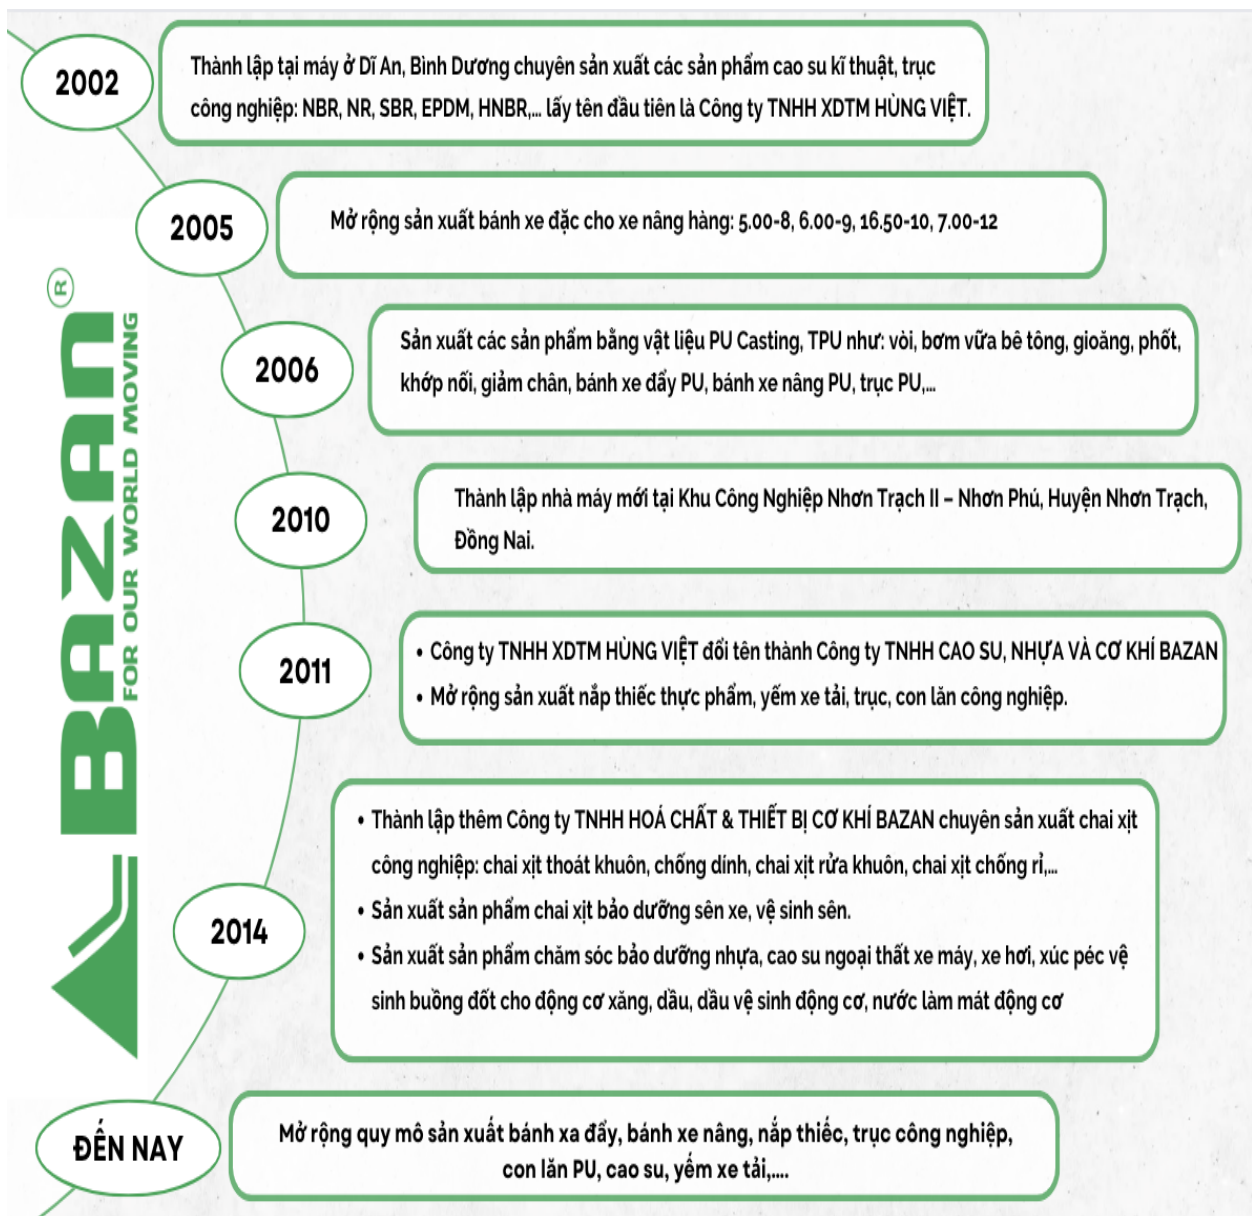 2002
Thành lập tại máy ở Dĩ An, Bình Dương chuyên sản xuất các sản phẩm cao su kĩ thuật, trục
công nghiệp: NBR, NR, SBR, EPDM, HNBR,... lấy tên đầu tiên là Công ty TNHH XDTM HÙNG VIỆT.
2005
Mở rộng sản xuất bánh xe đặc cho xe nâng hàng: 5.00-8, 6.00-9, 16.50-10, 7.00-12
2006
Sản xuất các sản phẩm bằng vật liệu PU Casting, TPU như: vòi, bơm vữa bê tông, gioăng, phốt,
khớp nối, giảm chân, bánh xe đẩy PU, bánh xe nâng PU, trục PU,...
2010
Thành lập nhà máy mới tại Khu Công Nghiệp Nhơn Trạch II – Nhơn Phú, Huyện Nhơn Trạch,
Đồng Nai.
2011
• Công ty TNHH XDTM HÙNG VIỆT đổi tên thành Công ty TNHH CAO SU, NHỰA VÀ CƠ KHÍ BAZAN
• Mở rộng sản xuất nắp thiếc thực phẩm, yếm xe tải, trục, con lăn công nghiệp.
2014
• Thành lập thêm Công ty TNHH HOÁ CHẤT & THIẾT BỊ CƠ KHÍ BAZAN chuyên sản xuất chai xịt
công nghiệp: chai xịt thoát khuôn, chống dính, chai xịt rửa khuôn, chai xịt chống rỉ,...
• Sản xuất sản phẩm chai xịt bảo dưỡng sên xe, vệ sinh sên.
• Sản xuất sản phẩm chăm sóc bảo dưỡng nhựa, cao su ngoại thất xe máy, xe hơi, xúc péc vệ
sinh buồng đốt cho động cơ xăng, dầu, dầu vệ sinh động cơ, nước làm mát động cơ
ĐẾN NAY
Mở rộng quy mô sản xuất bánh xa đẩy, bánh xe nâng, nắp thiếc, trục công nghiệp,
con lăn PU, cao su, yếm xe tải,....
BAZAN ®
FOR OUR WORLD MOVING